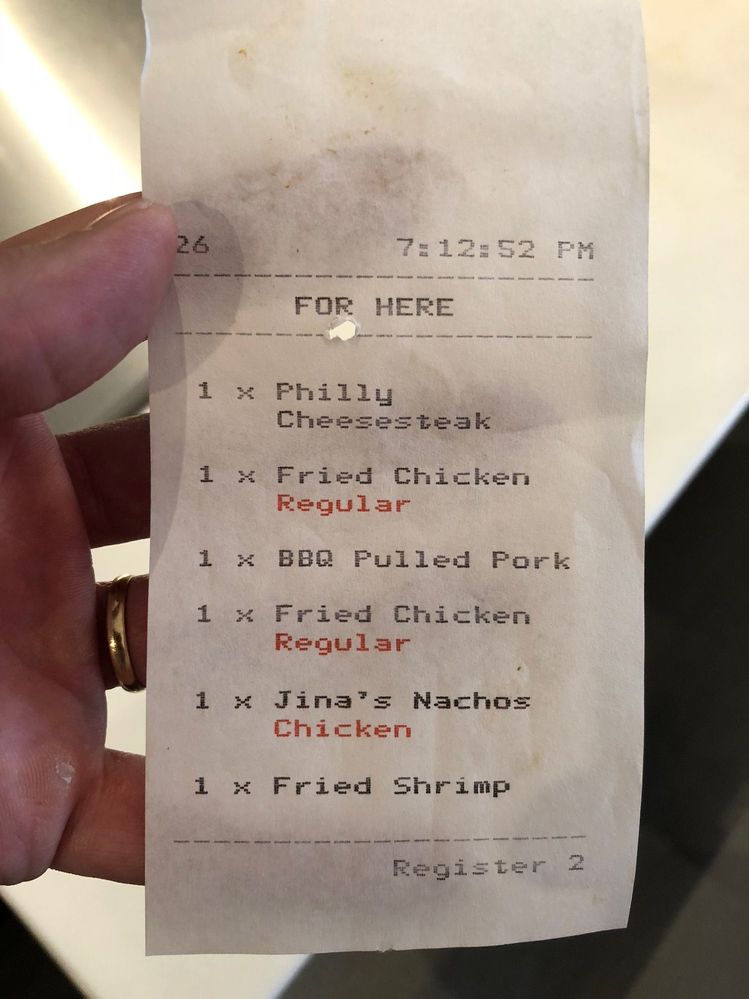 26 7:12:52 PM
FOR HERE
1 x Philly
Cheesesteak
1 x Fried Chicken
Regular
1 x BBQ Pulled Pork
1 x Fried Chicken
Regular
1 x Jina's Nachos
Chicken
1 x Fried Shrimp
Register 2